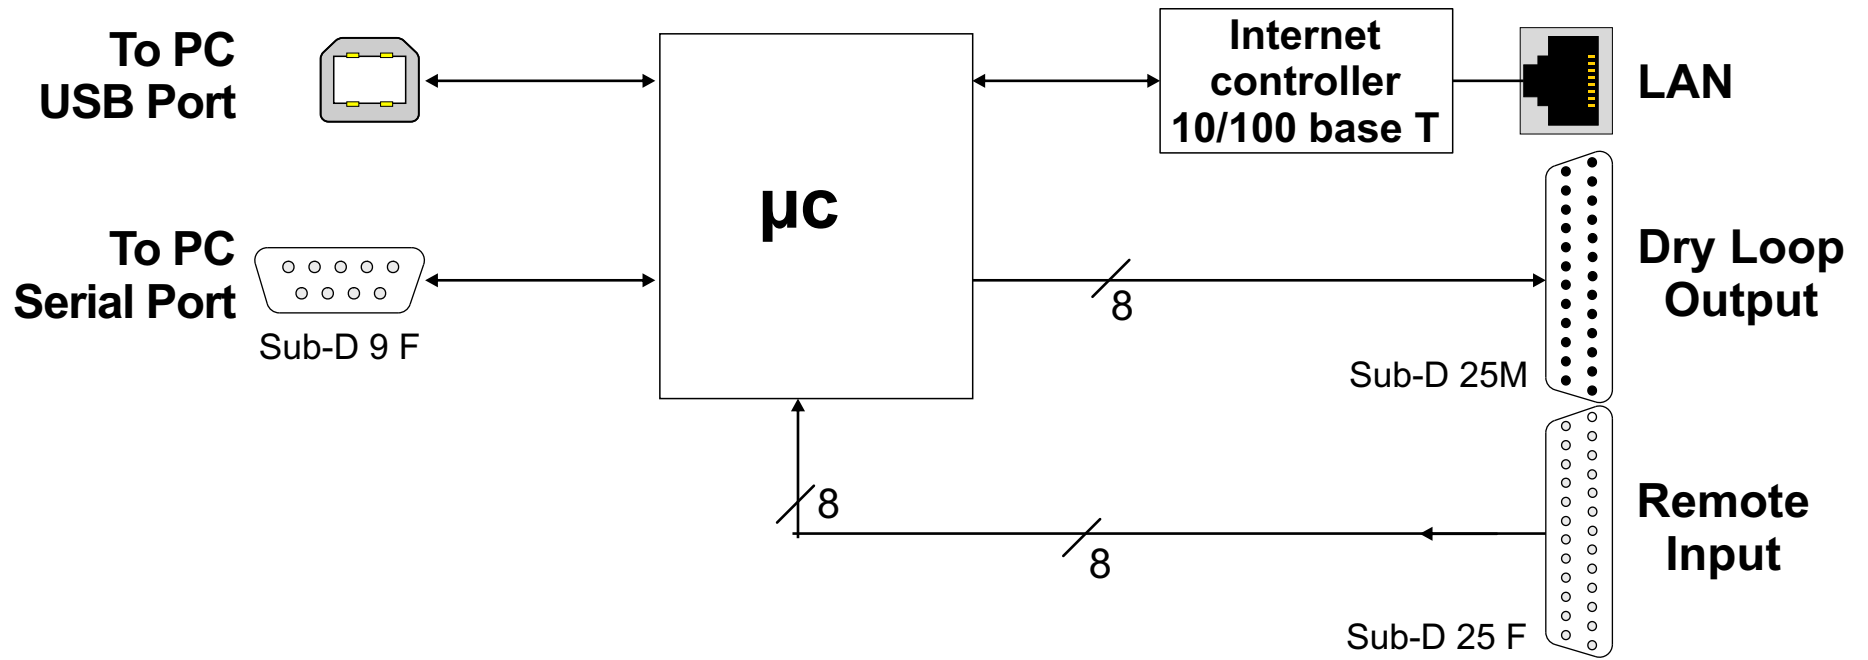 To PC
USB Port
µc
Internet
controller
10/100 base T
LAN
To PC
Serial Port
Sub-D 9 F
8
Dry Loop
Output
Sub-D 25M
8
8
Remote
Input
Sub-D 25 F